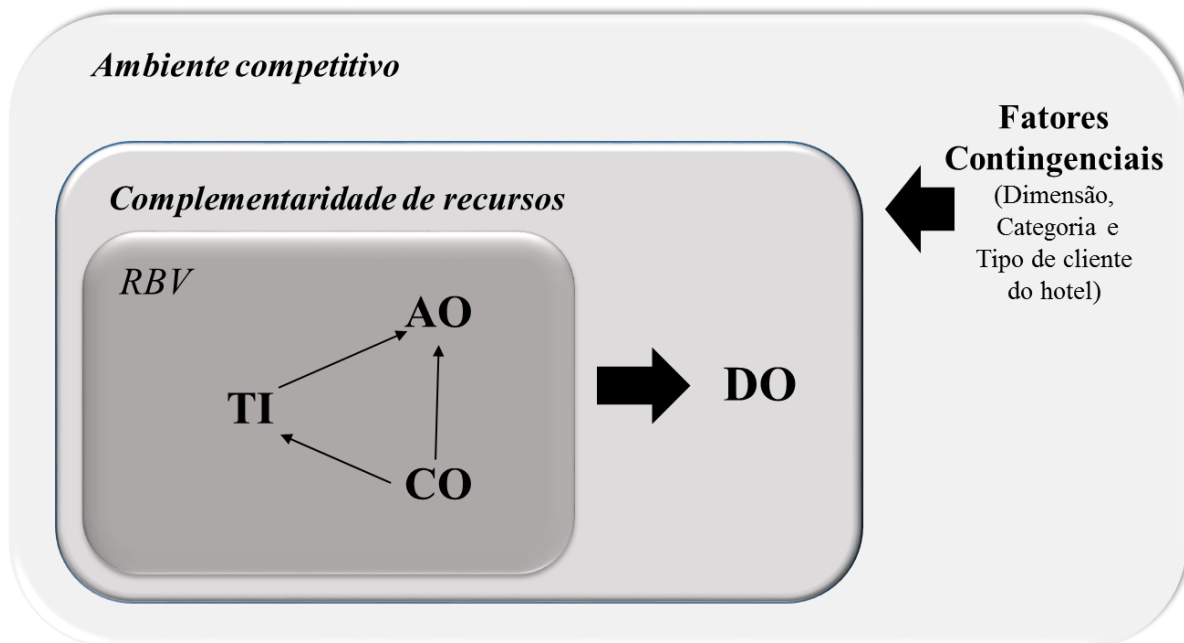 Ambiente competitivo
Fatores
Contingenciais
(Dimensão,
Categoria e
Tipo de cliente
do hotel)
Complementaridade de recursos
RBV
AO
TI
CO
DO